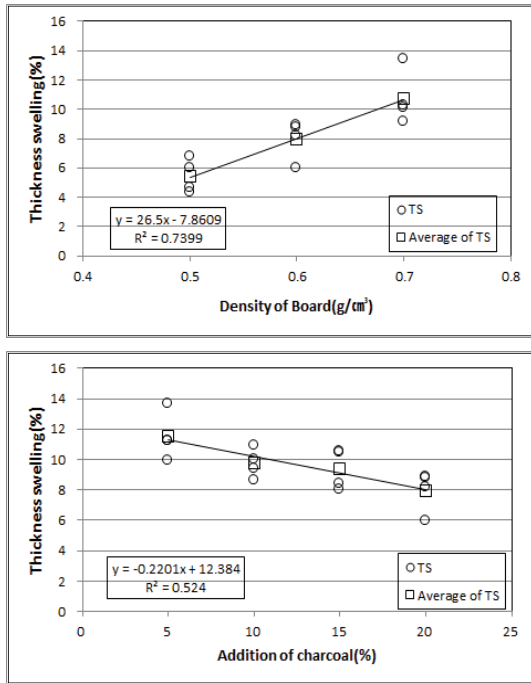 Thickness swelling(%)
16
14
12
10
8
6
4
2
0
y = 26.5x - 7.8609
R² = 0.7399
○ TS
□ Average of TS
0.4 0.5 0.6 0.7 0.8
Density of Board(g/㎤)
Thickness swelling(%)
16
14
12
10
8
6
4
2
0
y = -0.2201x + 12.384
R² = 0.524
○ TS
□ Average of TS
0 5 10 15 20 25
Addition of charcoal(%)